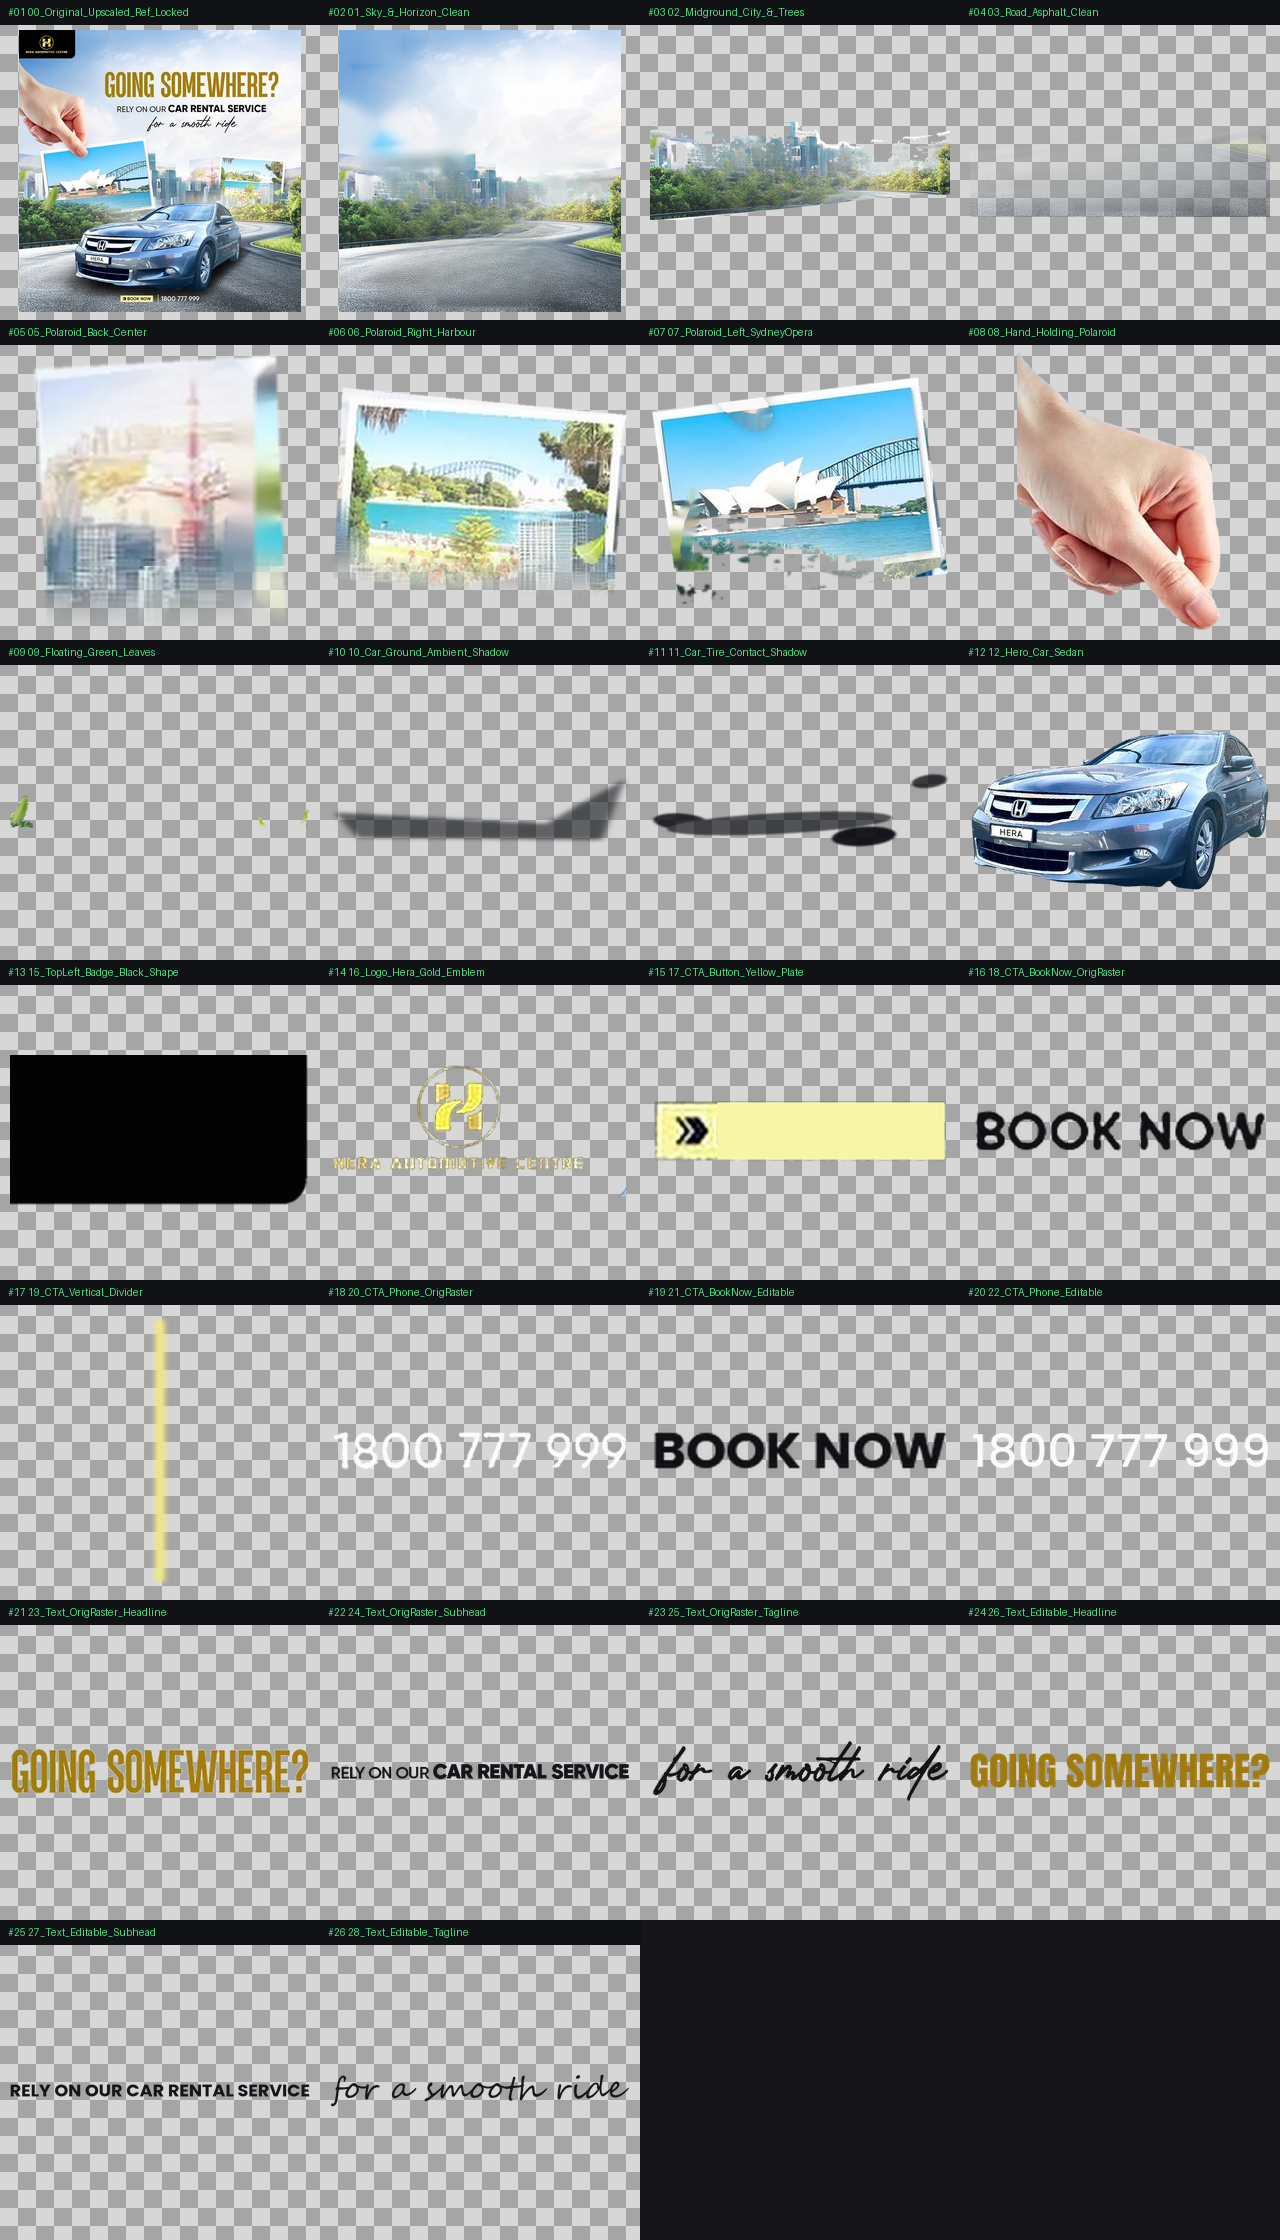 #01 00_Original_Upscaled_Ref_Locked
#02 01_Sky_&_Horizon_Clean
#03 02_Midground_City_&_Trees
#04 03_Road_Asphalt_Clean
HERA AUTOMOTIVE CENTRE
GOING SOMEWHERE?
RELY ON OUR CAR RENTAL SERVICE
for a smooth ride
HERA
BOOK NOW
1800 777 999
#05 05_Polaroid_Back_Center
#06 06_Polaroid_Right_Harbour
#07 07_Polaroid_Left_SydneyOpera
#08 08_Hand_Holding_Polaroid
#09 09_Floating_Green_Leaves
#10 10_Car_Ground_Ambient_Shadow
#11 11_Car_Tire_Contact_Shadow
#12 12_Hero_Car_Sedan
HERA
#13 15_TopLeft_Badge_Black_Shape
#14 16_Logo_Hera_Gold_Emblem
#15 17_CTA_Button_Yellow_Plate
#16 18_CTA_BookNow_OrigRaster
HERA AUTOMOTIVE CENTRE
BOOK NOW
#17 19_CTA_Vertical_Divider
#18 20_CTA_Phone_OrigRaster
#19 21_CTA_BookNow_Editable
#20 22_CTA_Phone_Editable
1800 777 999
BOOK NOW
1800 777 999
#21 23_Text_OrigRaster_Headline
#22 24_Text_OrigRaster_Subhead
#23 25_Text_OrigRaster_Tagline
#24 26_Text_Editable_Headline
GOING SOMEWHERE?
RELY ON OUR CAR RENTAL SERVICE
for a smooth ride
GOING SOMEWHERE?
#25 27_Text_Editable_Subhead
#26 28_Text_Editable_Tagline
RELY ON OUR CAR RENTAL SERVICE
for a smooth ride